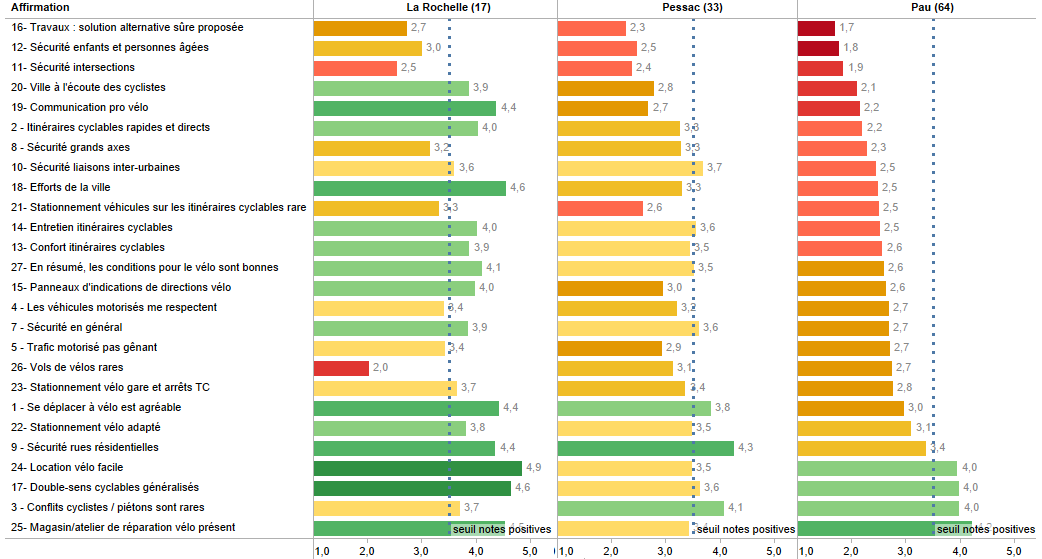 Affirmation La Rochelle (17) Pessac (33) Pau (64)
16- Travaux : solution alternative sûre proposée 2,7 2,3 1,7
12- Sécurité enfants et personnes âgées 3,0 2,5 1,8
11- Sécurité intersections 2,5 2,4 1,9
20- Ville à l'écoute des cyclistes 3,9 2,8 2,1
19- Communication pro vélo 4,4 2,7 2,2
2 - Itinéraires cyclables rapides et directs 4,0 3,3 2,2
8 - Sécurité grands axes 3,2 3,3 2,3
10- Sécurité liaisons inter-urbaines 3,6 3,7 2,5
18- Efforts de la ville 4,6 3,3 2,5
21- Stationnement véhicules sur les itinéraires cyclables rare 3,3 2,6 2,5
14- Entretien itinéraires cyclables 4,0 3,6 2,5
13- Confort itinéraires cyclables 3,9 3,5 2,6
27- En résumé, les conditions pour le vélo sont bonnes 4,1 3,5 2,6
15- Panneaux d'indications de directions vélo 4,0 3,0 2,6
4 - Les véhicules motorisés me respectent 3,4 3,2 2,7
7 - Sécurité en général 3,9 3,6 2,7
5 - Trafic motorisé pas gênant 3,4 2,9 2,7
26- Vols de vélos rares 2,0 3,1 2,7
23- Stationnement vélo gare et arrêts TC 3,7 3,4 2,8
1 - Se déplacer à vélo est agréable 4,4 3,8 3,0
22- Stationnement vélo adapté 3,8 3,5 3,1
9 - Sécurité rues résidentielles 4,4 4,3 3,4
24- Location vélo facile 4,9 3,5 4,0
17- Double-sens cyclables généralisés 4,6 3,6 4,0
3 - Conflits cyclistes / piétons sont rares 3,7 4,1 4,0
25- Magasin/atelier de réparation vélo présent seuil notes positives seuil notes positives seuil notes positives
1,0 2,0 3,0 4,0 5,0 1,0 2,0 3,0 4,0 5,0 1,0 2,0 3,0 4,0 5,0